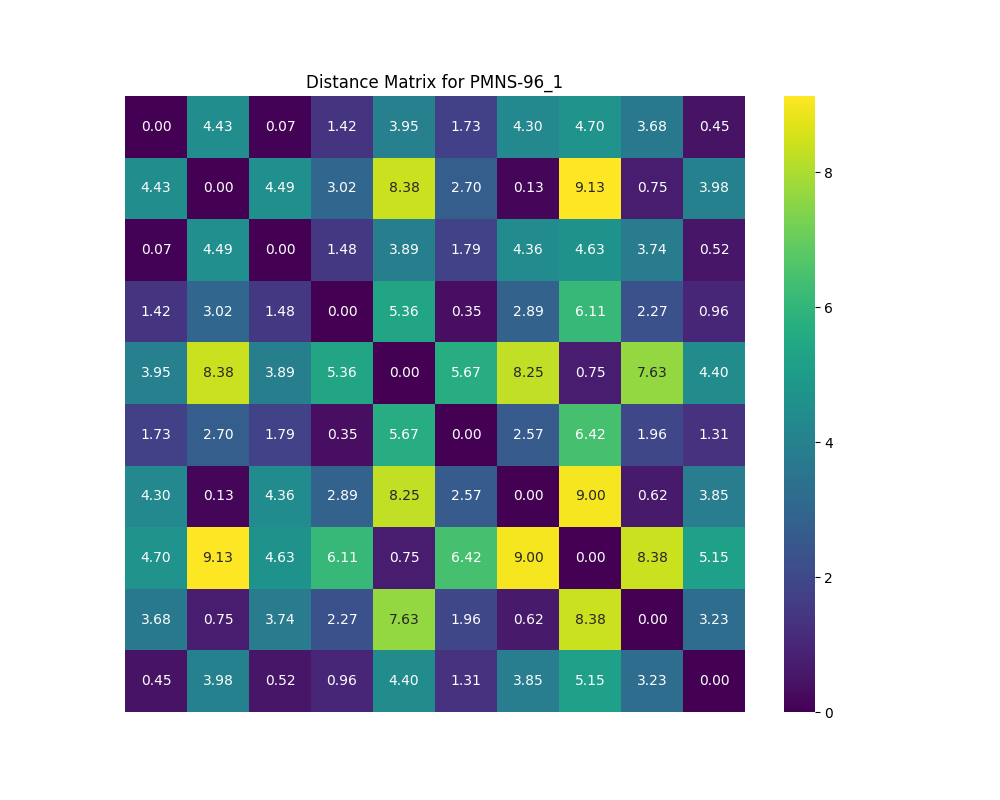 Distance Matrix for PMNS-96_1
0.00 4.43 0.07 1.42 3.95 1.73 4.30 4.70 3.68 0.45
4.43 0.00 4.49 3.02 8.38 2.70 0.13 9.13 0.75 3.98
0.07 4.49 0.00 1.48 3.89 1.79 4.36 4.63 3.74 0.52
1.42 3.02 1.48 0.00 5.36 0.35 2.89 6.11 2.27 0.96
3.95 8.38 3.89 5.36 0.00 5.67 8.25 0.75 7.63 4.40
1.73 2.70 1.79 0.35 5.67 0.00 2.57 6.42 1.96 1.31
4.30 0.13 4.36 2.89 8.25 2.57 0.00 9.00 0.62 3.85
4.70 9.13 4.63 6.11 0.75 6.42 9.00 0.00 8.38 5.15
3.68 0.75 3.74 2.27 7.63 1.96 0.62 8.38 0.00 3.23
0.45 3.98 0.52 0.96 4.40 1.31 3.85 5.15 3.23 0.00
8
6
4
2
0